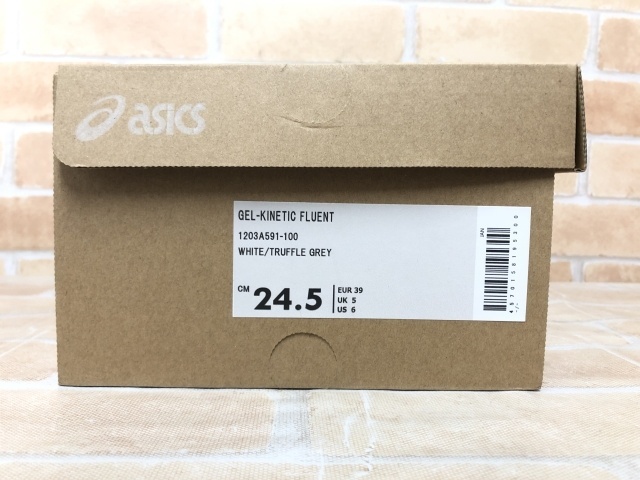 asics
GEL-KINETIC FLUENT
1203A591-100
WHITE/TRUFFLE GREY
CM 24.5
EUR 39
UK 5
US 6
JAN